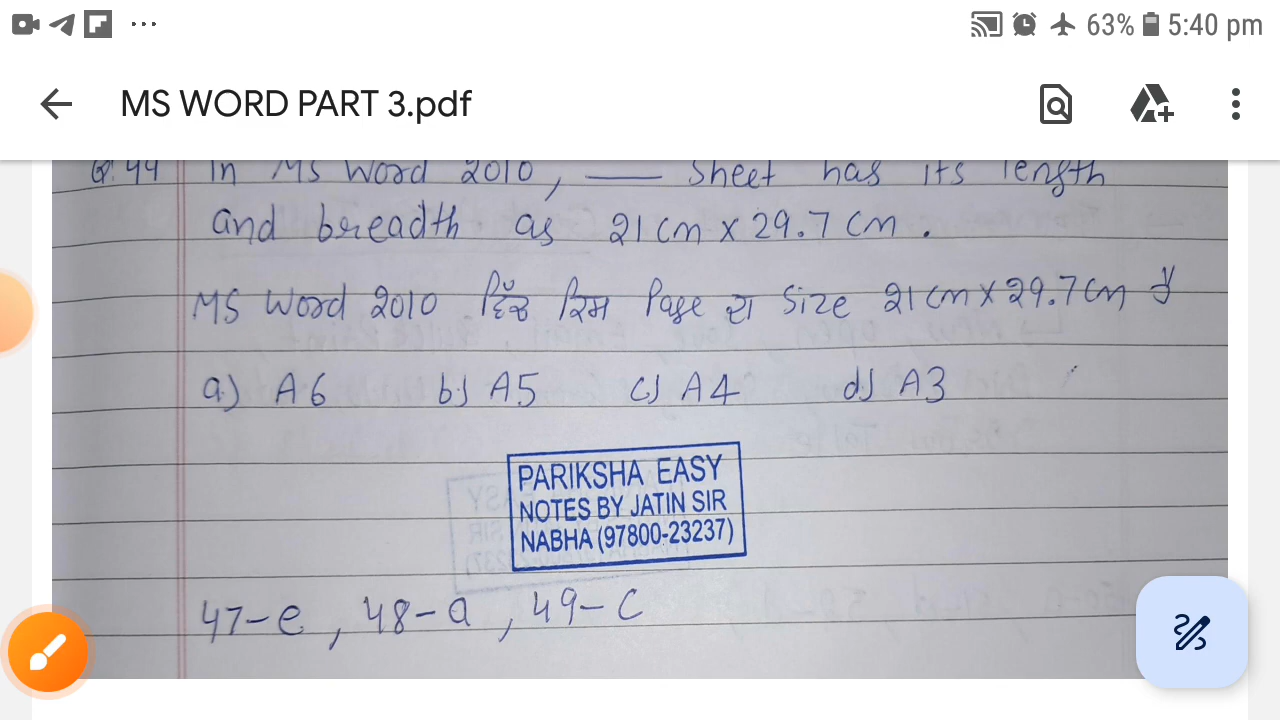 63% 5:40 pm
MS WORD PART 3.pdf
Q.49 In MS Word 2010, ___ Sheet has its length
and breadth as 21 cm x 29.7 cm.
MS Word 2010 ਵਿੱਚ ਕਿਸ Page ਦਾ Size 21cm x 29.7cm ਹੈ
a) A6 b) A5 c) A4 d) A3
PARIKSHA EASY
NOTES BY JATIN SIR
NABHA (97800-23237)
47-e, 48-a, 49-c